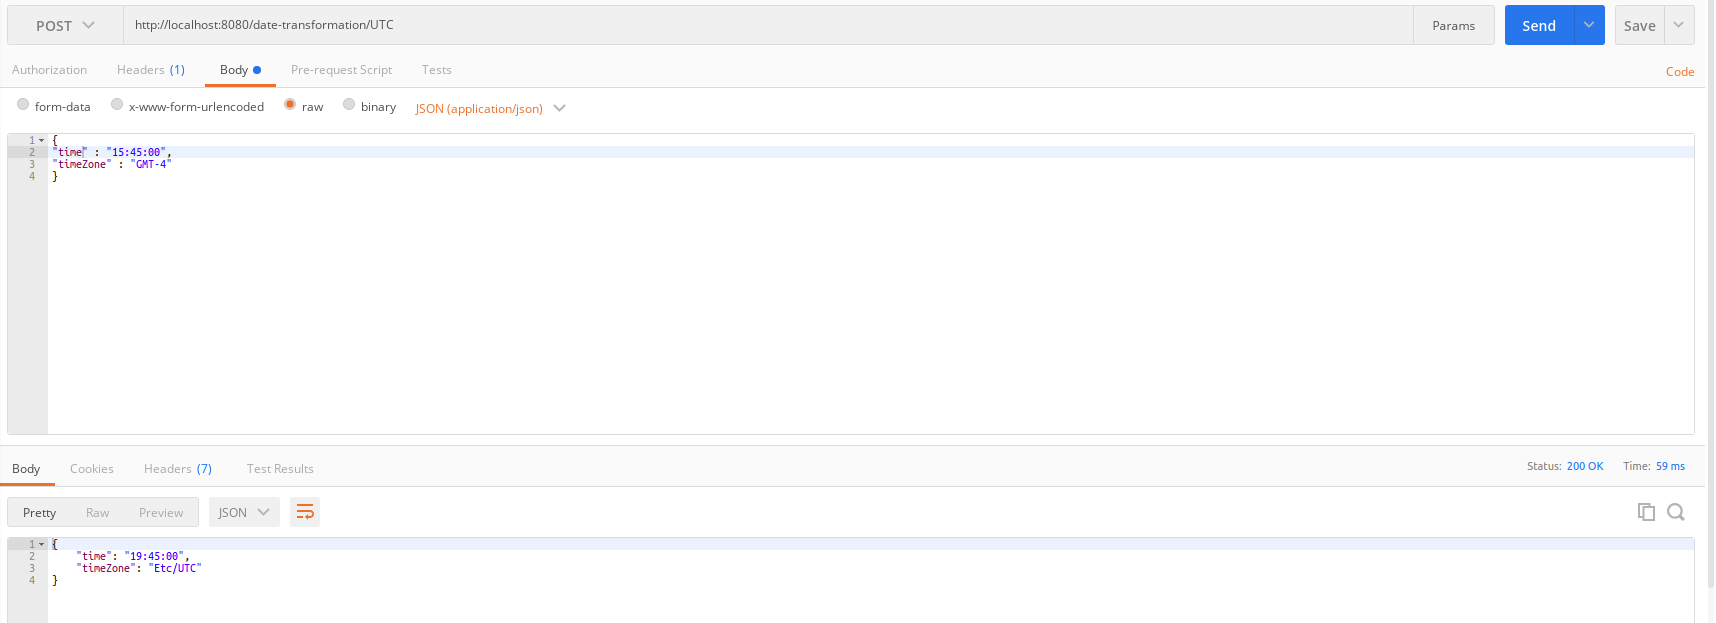 POST http://localhost:8080/date-transformation/UTC Params Send Save
Authorization Headers (1) Body Pre-request Script Tests Code
form-data x-www-form-urlencoded raw binary JSON (application/json)
1 {
2 "time" : "15:45:00",
3 "timeZone" : "GMT-4"
4 }
Body Cookies Headers (7) Test Results Status: 200 OK Time: 59 ms
Pretty Raw Preview JSON
1 {
2 "time": "19:45:00",
3 "timeZone": "Etc/UTC"
4 }